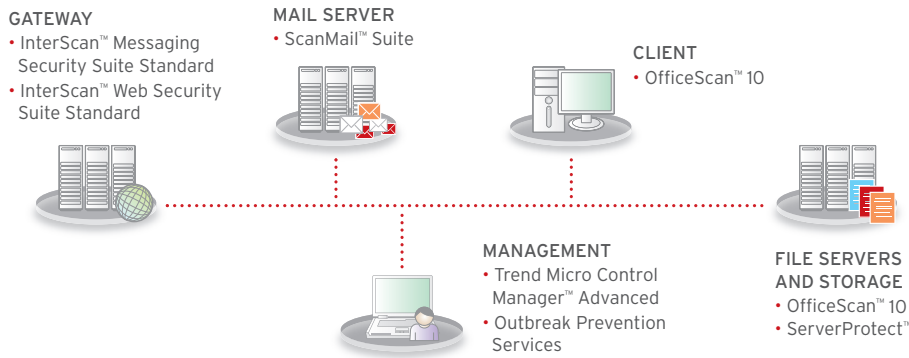 GATEWAY
• InterScan™ Messaging
Security Suite Standard
• InterScan™ Web Security
Suite Standard
MAIL SERVER
• ScanMail™ Suite
CLIENT
• OfficeScan™ 10
MANAGEMENT
• Trend Micro Control
Manager™ Advanced
• Outbreak Prevention
Services
FILE SERVERS
AND STORAGE
• OfficeScan™ 10
• ServerProtect™